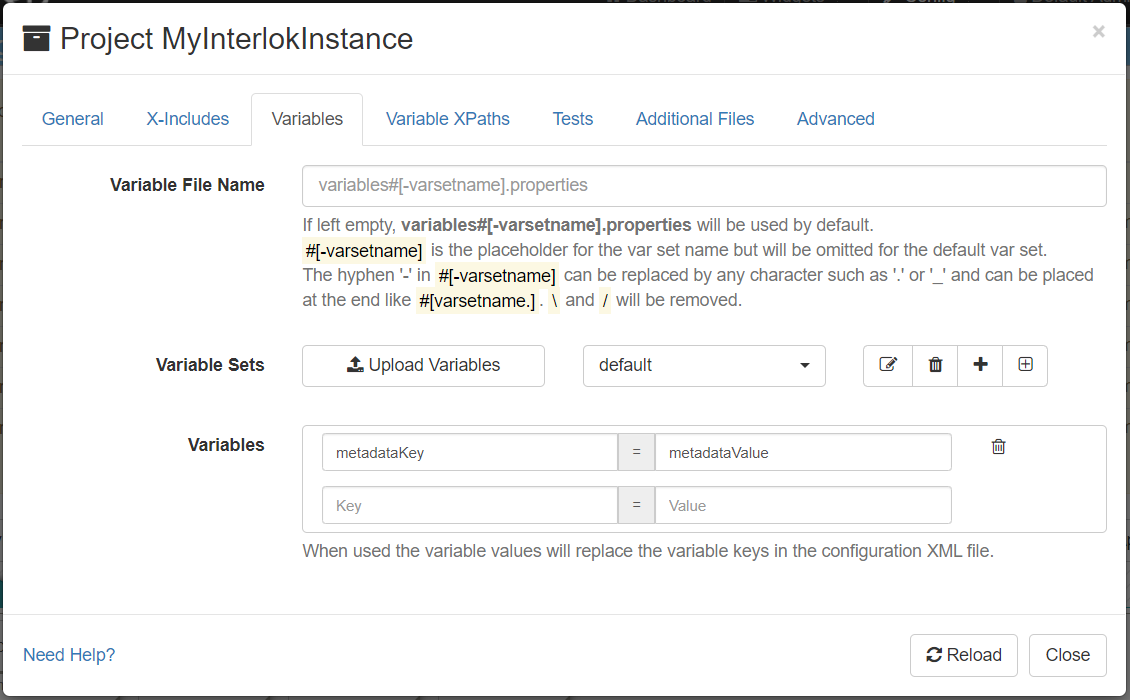 Project MyInterlokInstance
×
General X-Includes Variables Variable XPaths Tests Additional Files Advanced
Variable File Name variables#[-varsetname].properties
If left empty, variables#[-varsetname].properties will be used by default.
#[-varsetname] is the placeholder for the var set name but will be omitted for the default var set.
The hyphen '-' in #[-varsetname] can be replaced by any character such as '.' or '_' and can be placed
at the end like #[varsetname.] . \ and / will be removed.
Variable Sets Upload Variables default
Variables metadataKey = metadataValue
Key = Value
When used the variable values will replace the variable keys in the configuration XML file.
Need Help? Reload Close